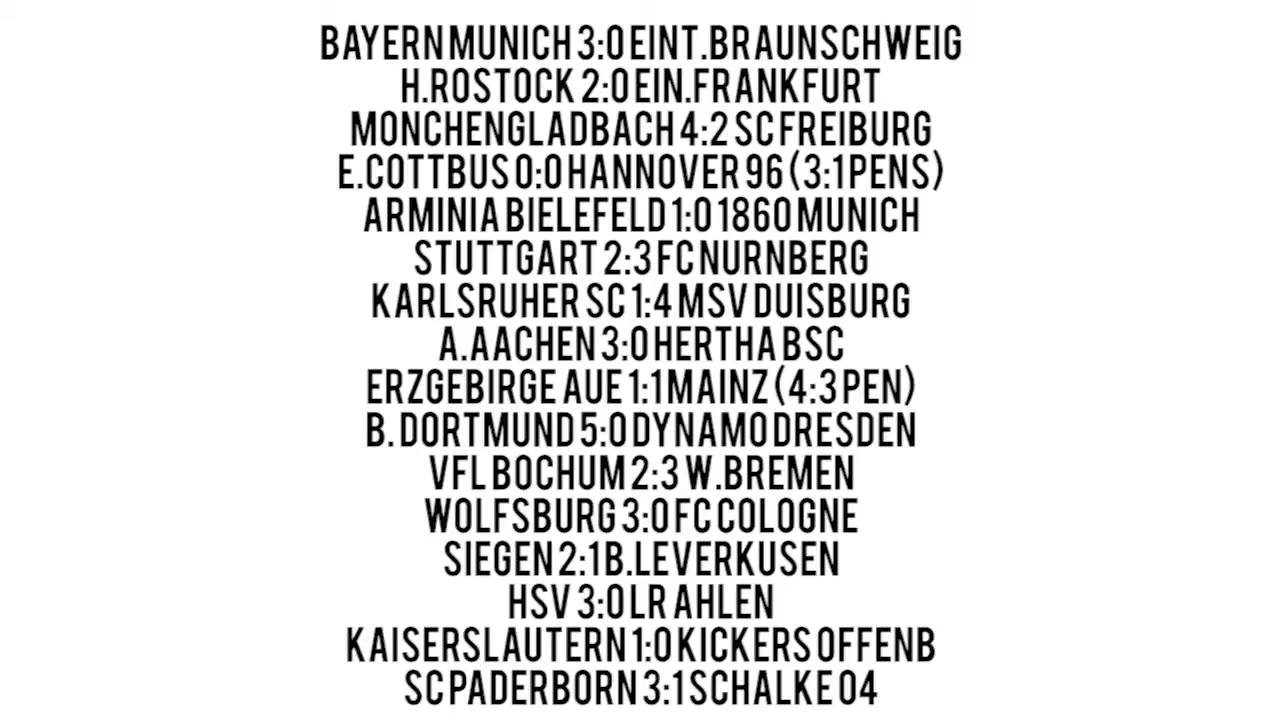 BAYERN MUNICH 3:0 EINT.BRAUNSCHWEIG
H.ROSTOCK 2:0 EIN.FRANKFURT
MONCHENGLADBACH 4:2 SC FREIBURG
E.COTTBUS 0:0 HANNOVER 96 (3:1 PENS)
ARMINIA BIELEFELD 1:0 1860 MUNICH
STUTTGART 2:3 FC NURNBERG
KARLSRUHER SC 1:4 MSV DUISBURG
A.AACHEN 3:0 HERTHA BSC
ERZGEBIRGE AUE 1:1 MAINZ (4:3 PEN)
B. DORTMUND 5:0 DYNAMO DRESDEN
VFL BOCHUM 2:3 W.BREMEN
WOLFSBURG 3:0 FC COLOGNE
SIEGEN 2:1 B.LEVERKUSEN
HSV 3:0 LR AHLEN
KAISERSLAUTERN 1:0 KICKERS OFFENB
SC PADERBORN 3:1 SCHALKE 04